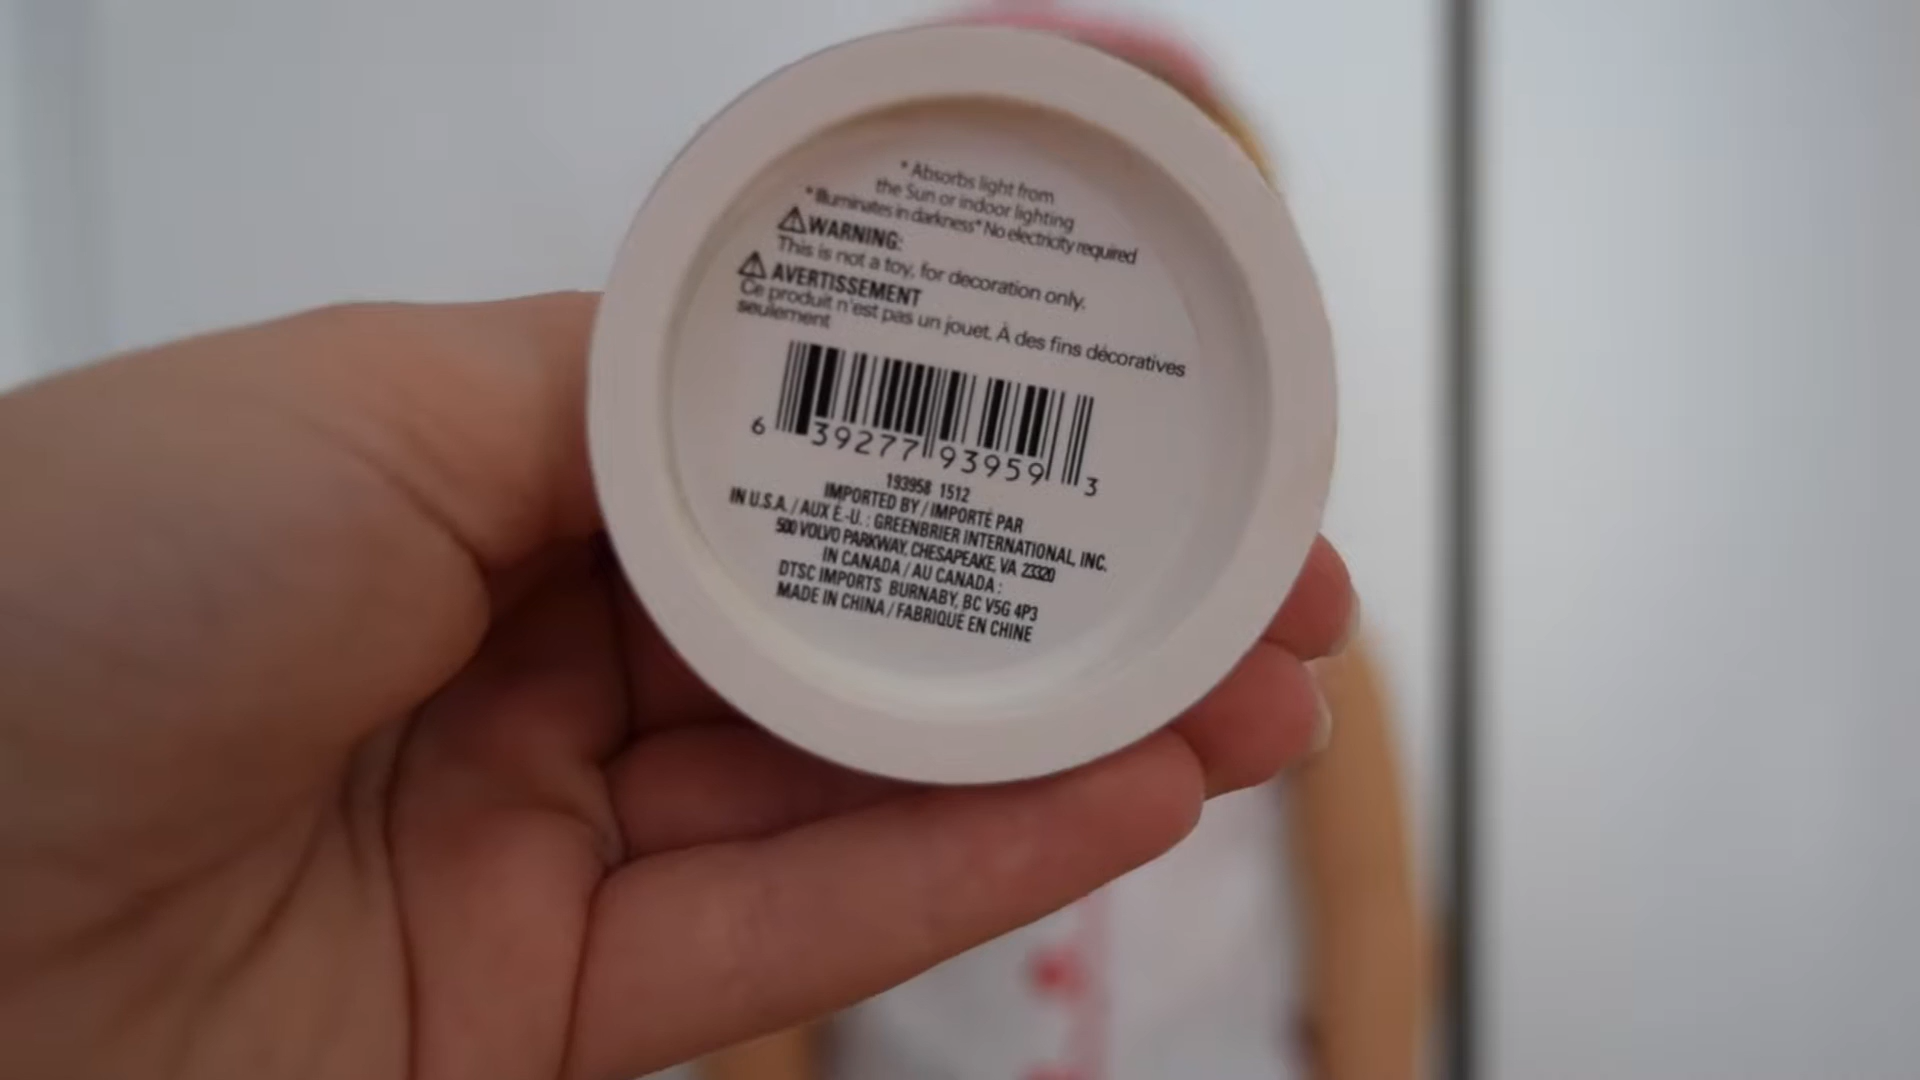 * Absorbs light from
the Sun or indoor lighting
* Illuminates in darkness* No electricity required
⚠WARNING:
This is not a toy, for decoration only.
⚠ AVERTISSEMENT
Ce produit n'est pas un jouet. À des fins décoratives
seulement
6 39277 93959 3
193958 1512
IMPORTED BY / IMPORTÉ PAR
IN U.S.A. / AUX É.-U. : GREENBRIER INTERNATIONAL, INC.
500 VOLVO PARKWAY, CHESAPEAKE, VA 23320
IN CANADA / AU CANADA :
DTSC IMPORTS BURNABY, BC V5G 4P3
MADE IN CHINA / FABRIQUÉ EN CHINE